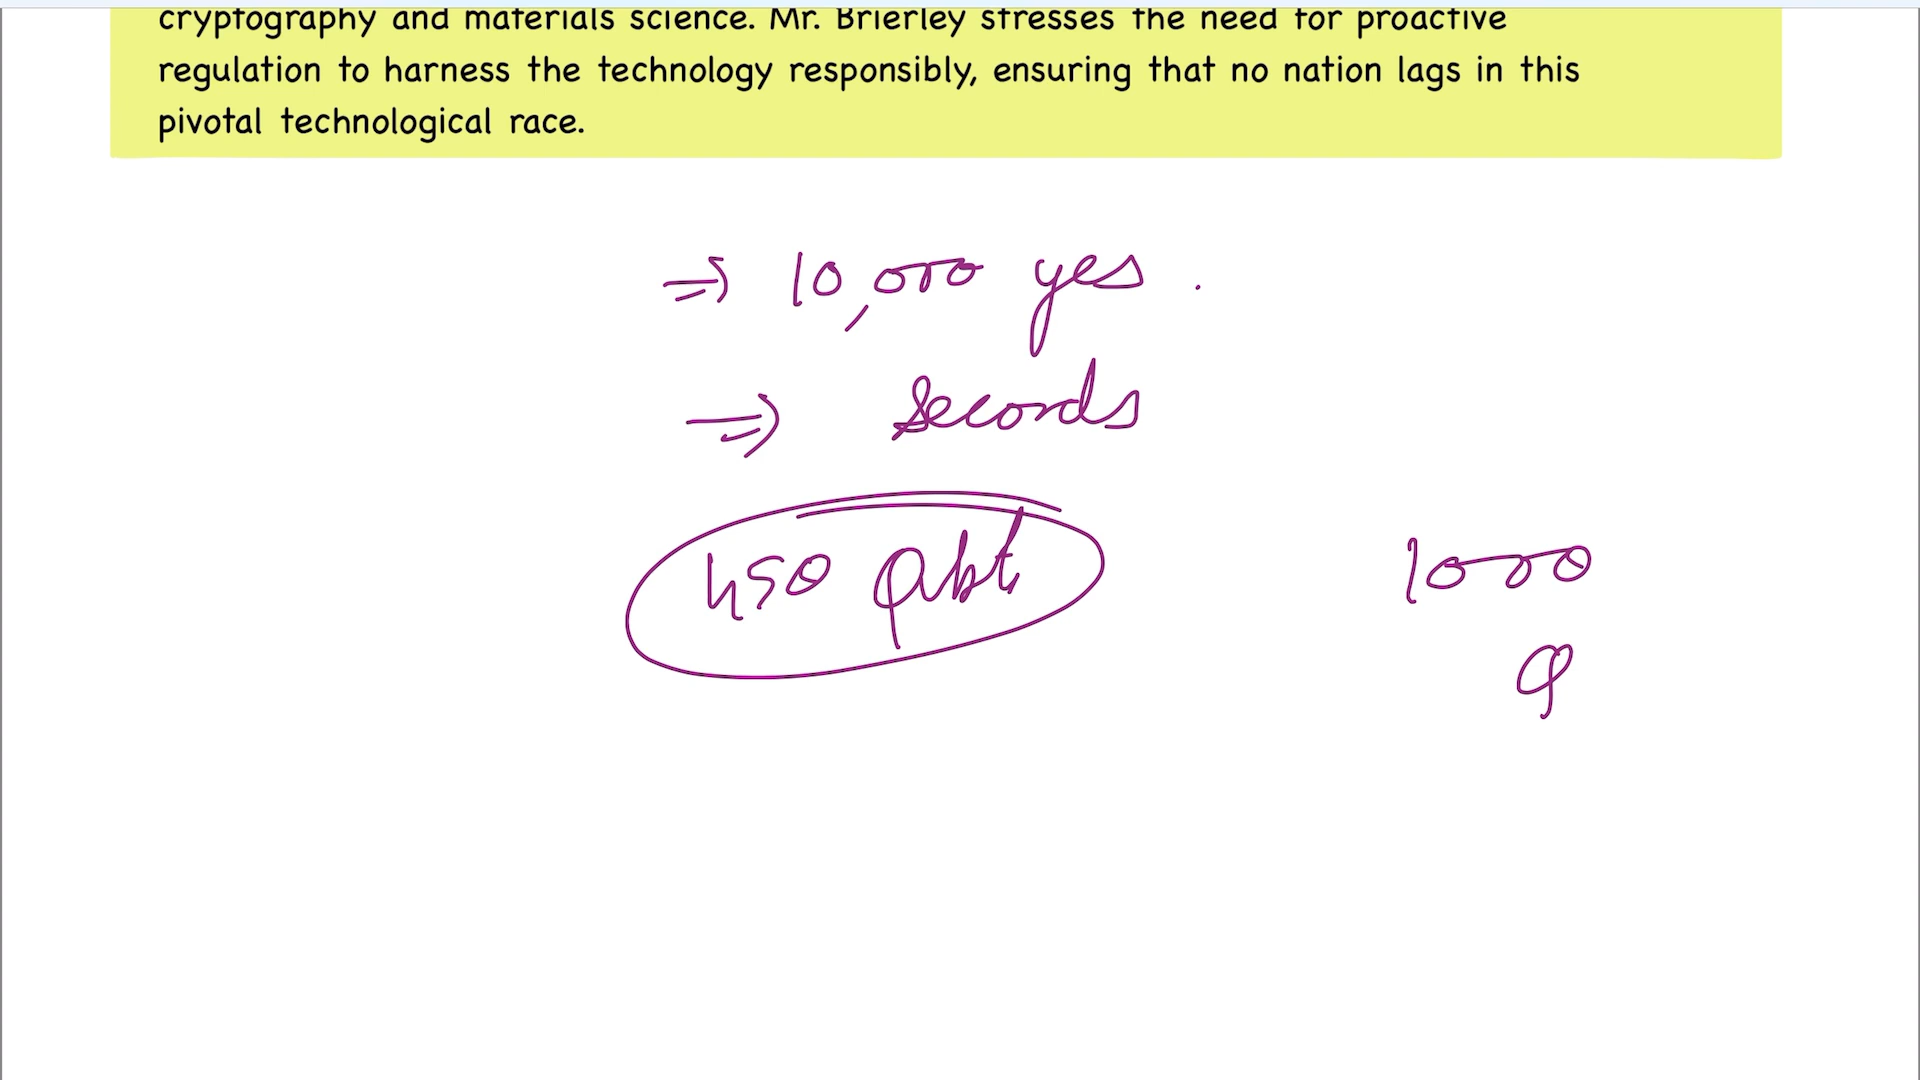 cryptography and materials science. Mr. Brierley stresses the need for proactive
regulation to harness the technology responsibly, ensuring that no nation lags in this
pivotal technological race.
⇒ 10,000 yes.
⇒ Seconds
450 Qbt
1000
Q